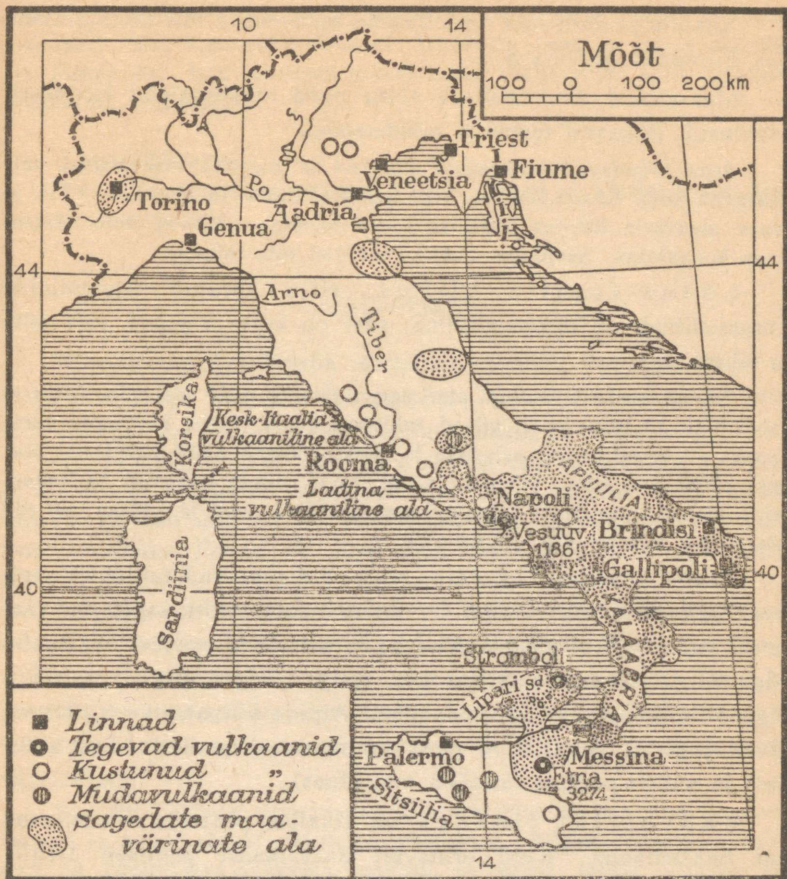 10
14
Mõõt
100 0 100 200 km
Triest
Fiume
Veneetsia
Po
Torino
Aadria
Genua
44
44
Arno
Tiber
Korsika
Kesk-Itaalia
vulkaaniline ala
Rooma
Ladina
vulkaaniline ala
APUULIA
Napoli
Vesuuv
1186
Brindisi
Gallipoli
40
40
Sardiinia
KALAABRIA
Stromboli
Lipari sd
Palermo
Messina
Etna
3274
Sitsiilia
14
Linnad
Tegevad vulkaanid
Kustunud „
Mudavulkaanid
Sagedate maa-
värinate ala